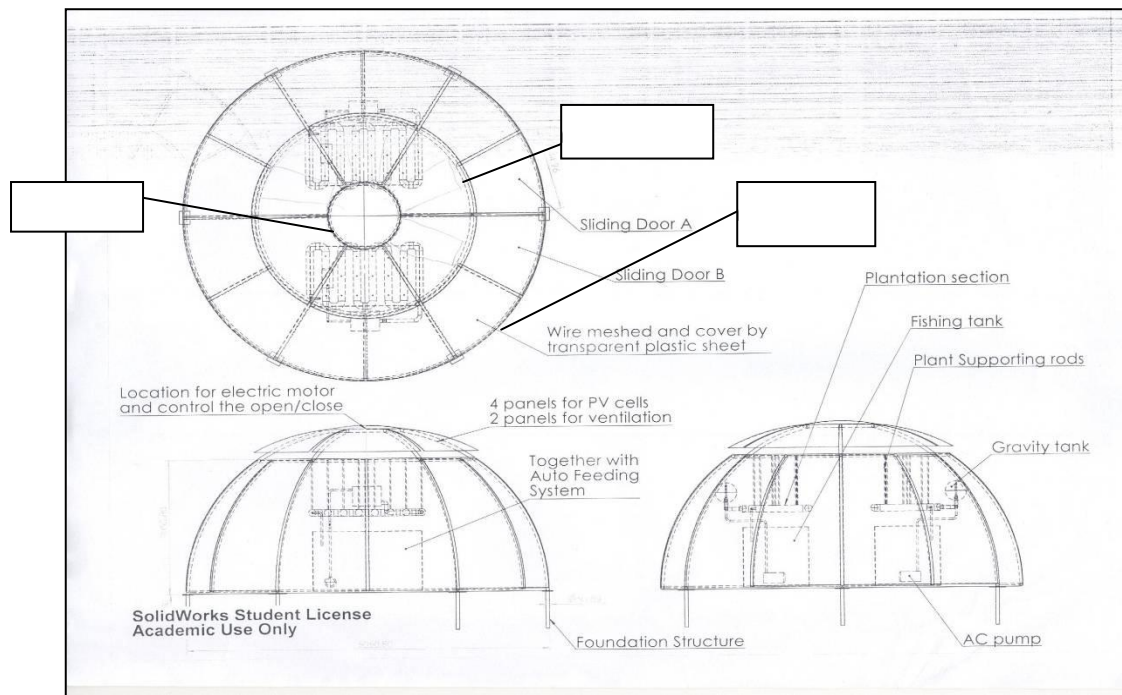 Sliding Door A
Sliding Door B
Plantation section
Fishing tank
Wire meshed and cover by
transparent plastic sheet
Plant Supporting rods
Location for electric motor
and control the open/close
4 panels for PV cells
2 panels for ventilation
Gravity tank
Together with
Auto Feeding
System
SolidWorks Student License
Academic Use Only
Foundation Structure
AC pump